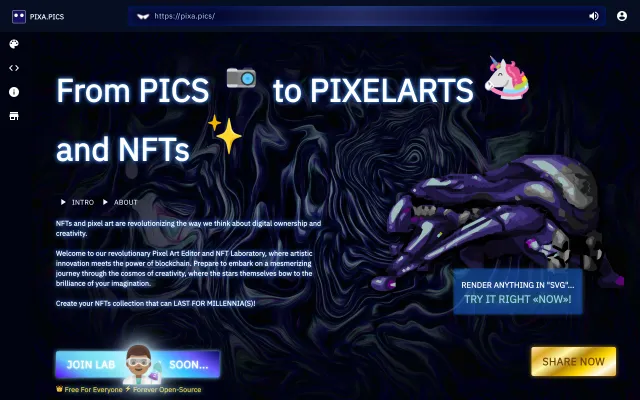 PIXA.PICS
https://pixa.pics/
From PICS to PIXELARTS
and NFTs
INTRO ABOUT
NFTs and pixel art are revolutionizing the way we think about digital ownership and
creativity.
Welcome to our revolutionary Pixel Art Editor and NFT Laboratory, where artistic
innovation meets the power of blockchain. Prepare to embark on a mesmerizing
journey through the cosmos of creativity, where the stars themselves bow to the
brilliance of your imagination.
Create your NFTs collection that can LAST FOR MILLENNIA(S)!
RENDER ANYTHING IN "SVG"...
TRY IT RIGHT «NOW»!
JOIN LAB SOON...
SHARE NOW
Free For Everyone Forever Open-Source